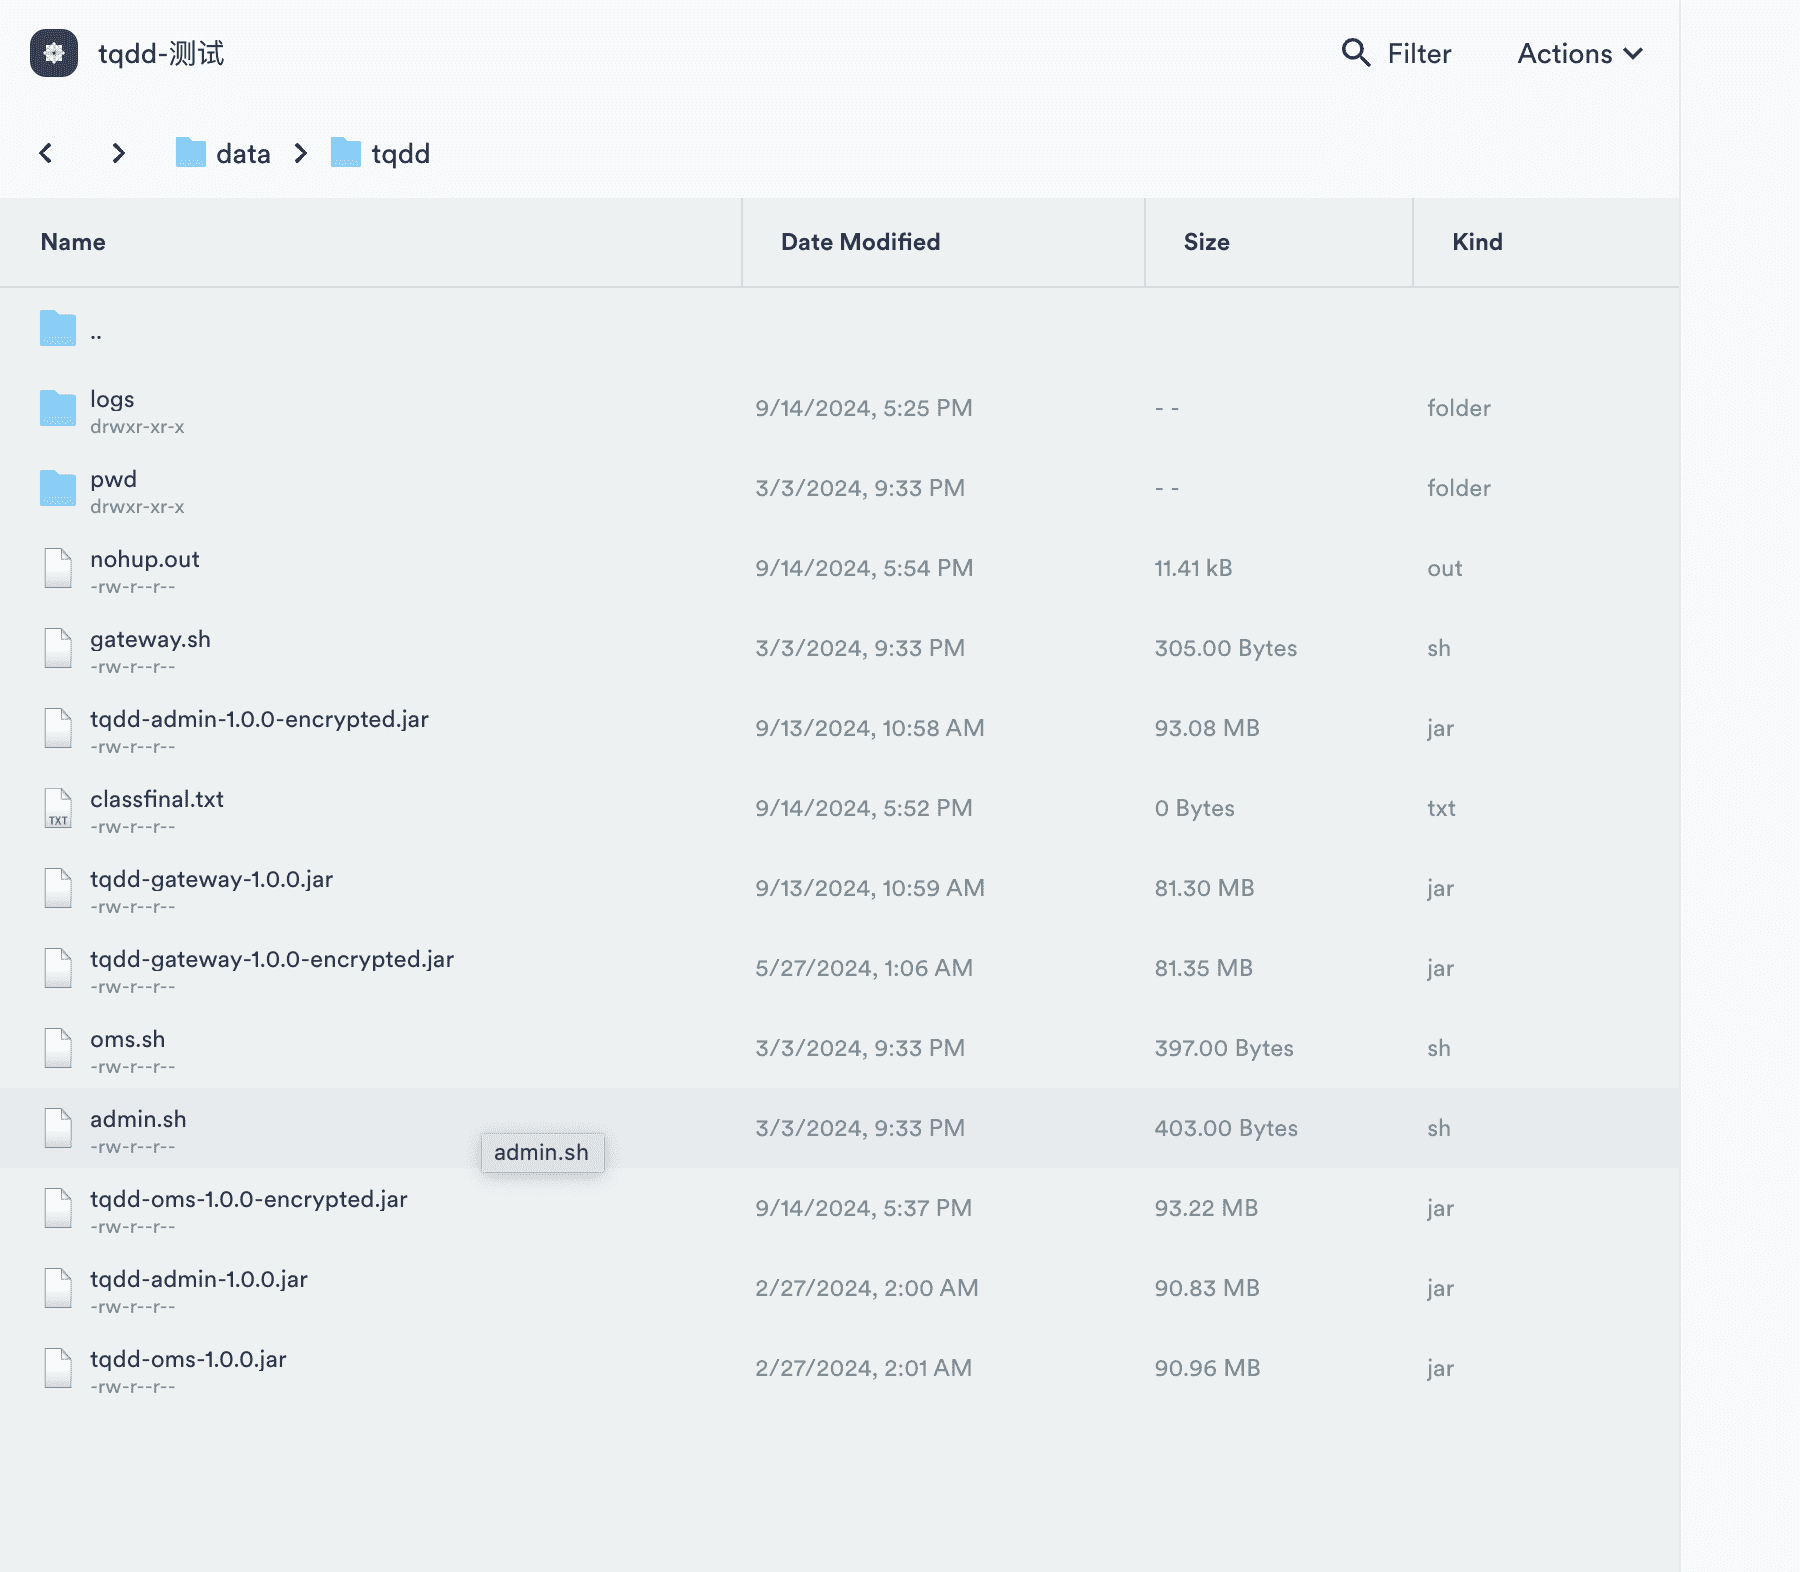 tqdd-测试
Filter
Actions
data
tqdd
Name Date Modified Size Kind
..
logs
drwxr-xr-x
9/14/2024, 5:25 PM - - folder
pwd
drwxr-xr-x
3/3/2024, 9:33 PM - - folder
nohup.out
-rw-r--r--
9/14/2024, 5:54 PM 11.41 kB out
gateway.sh
-rw-r--r--
3/3/2024, 9:33 PM 305.00 Bytes sh
tqdd-admin-1.0.0-encrypted.jar
-rw-r--r--
9/13/2024, 10:58 AM 93.08 MB jar
classfinal.txt
TXT
-rw-r--r--
9/14/2024, 5:52 PM 0 Bytes txt
tqdd-gateway-1.0.0.jar
-rw-r--r--
9/13/2024, 10:59 AM 81.30 MB jar
tqdd-gateway-1.0.0-encrypted.jar
-rw-r--r--
5/27/2024, 1:06 AM 81.35 MB jar
oms.sh
-rw-r--r--
3/3/2024, 9:33 PM 397.00 Bytes sh
admin.sh
-rw-r--r--
3/3/2024, 9:33 PM 403.00 Bytes sh
admin.sh
tqdd-oms-1.0.0-encrypted.jar
-rw-r--r--
9/14/2024, 5:37 PM 93.22 MB jar
tqdd-admin-1.0.0.jar
-rw-r--r--
2/27/2024, 2:00 AM 90.83 MB jar
tqdd-oms-1.0.0.jar
-rw-r--r--
2/27/2024, 2:01 AM 90.96 MB jar